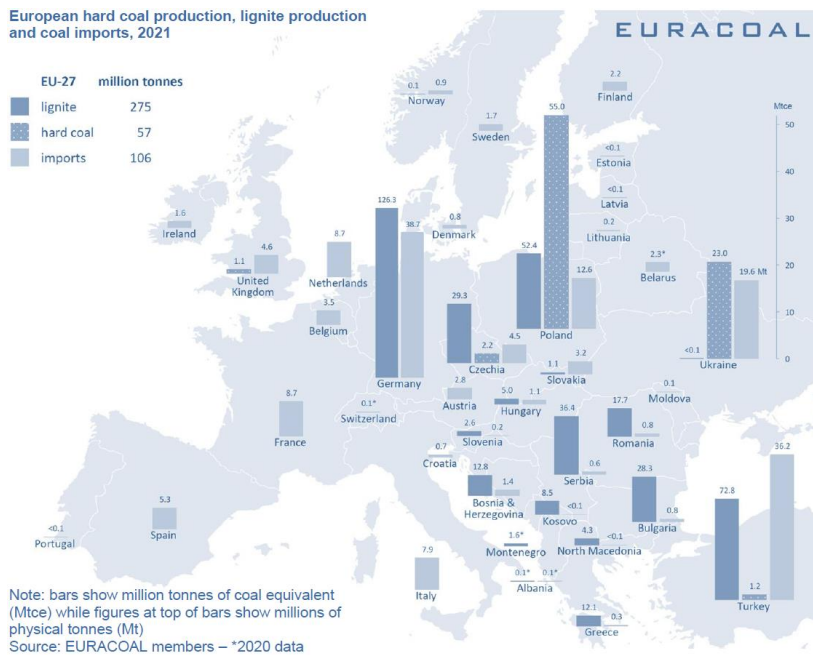 European hard coal production, lignite production
and coal imports, 2021
EURACOAL
EU-27 million tonnes
lignite 275
hard coal 57
imports 106
0.1 0.9
Norway
1.7
Sweden
2.2
Finland
<0.1
Estonia
<0.1
Latvia
0.2
Lithuania
2.3*
Belarus
Mtce
50
40
30
20
10
0
1.6
Ireland
1.1 4.6
United
Kingdom
8.7
Netherlands
3.5
Belgium
126.3 38.7
Germany
0.8
Denmark
52.4 55.0 12.6
Poland
29.3 2.2 4.5
Czechia
1.1 3.2
Slovakia
<0.1 23.0 19.6 Mt
Ukraine
0.1
Moldova
8.7
France
0.1*
Switzerland
2.8
Austria
5.0 1.1
Hungary
2.6 0.2
Slovenia
0.7
Croatia
12.8 1.4
Bosnia &
Herzegovina
36.4 0.6
Serbia
17.7 0.8
Romania
28.3 0.8
Bulgaria
8.5 <0.1
Kosovo
1.6*
Montenegro
4.3 <0.1
North Macedonia
0.1* 0.1*
Albania
12.1 0.3
Greece
72.8 1.2 36.2
Turkey
<0.1
Portugal
5.3
Spain
7.9
Italy
Note: bars show million tonnes of coal equivalent
(Mtce) while figures at top of bars show millions of
physical tonnes (Mt)
Source: EURACOAL members – *2020 data